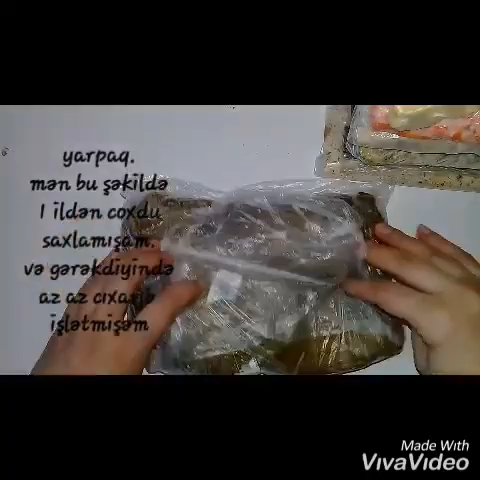 yarpaq.
mən bu şəkildə
1 ildən coxdu
saxlamışam.
və gərəkdiyində
az az cıxarıb
işlətmişəm
Made With
VivaVideo